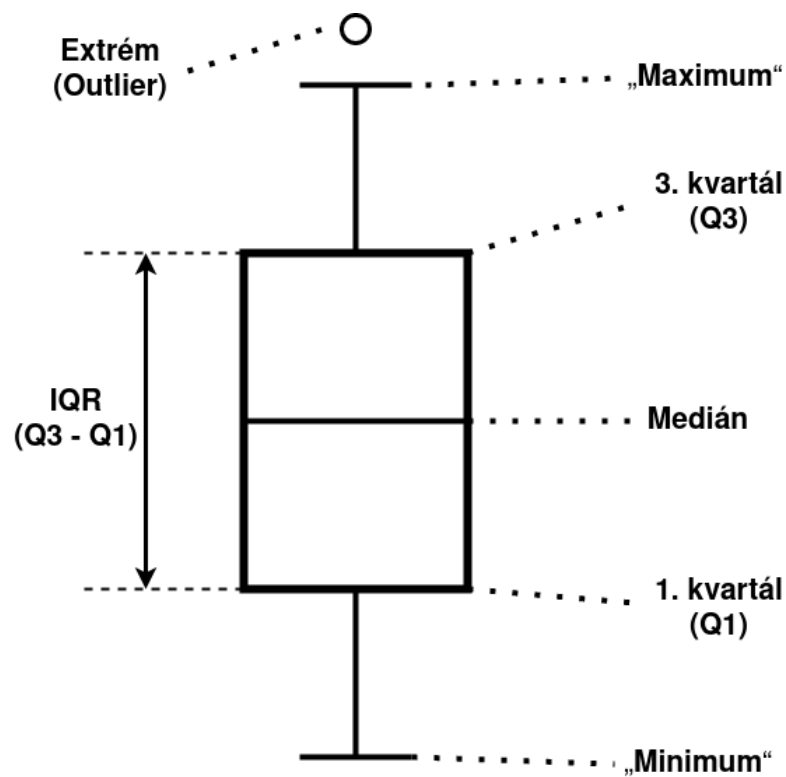 Extrém
(Outlier)
„Maximum“
3. kvartál
(Q3)
IQR
(Q3 - Q1)
Medián
1. kvartál
(Q1)
„Minimum“